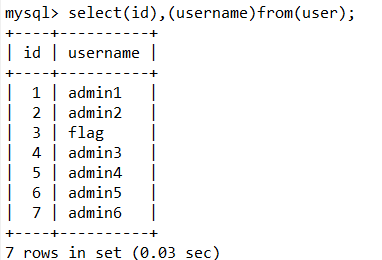 mysql> select(id),(username)from(user);
+----+----------+
| id | username |
+----+----------+
| 1 | admin1 |
| 2 | admin2 |
| 3 | flag |
| 4 | admin3 |
| 5 | admin4 |
| 6 | admin5 |
| 7 | admin6 |
+----+----------+
7 rows in set (0.03 sec)